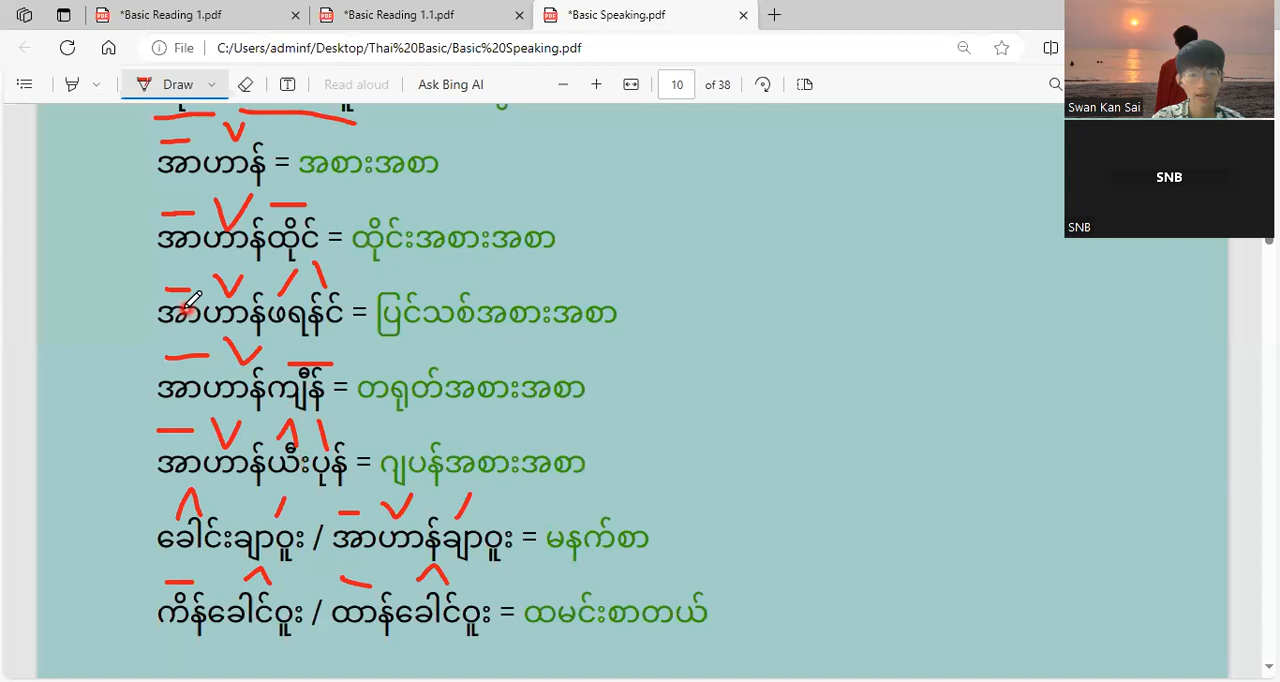 *Basic Reading 1.pdf *Basic Reading 1.1.pdf *Basic Speaking.pdf
File C:/Users/adminf/Desktop/Thai%20Basic/Basic%20Speaking.pdf
Draw Read aloud Ask Bing AI 10 of 38
Swan Kan Sai
SNB
SNB
အာဟာန် = အစားအစာ
အာဟာန်ထိုင် = ထိုင်းအစားအစာ
အာဟာန်ဖရန်င် = ပြင်သစ်အစားအစာ
အာဟာန်ကျီန် = တရုတ်အစားအစာ
အာဟာန်ယီးပုန် = ဂျပန်အစားအစာ
ခေါင်းချာဝူး / အာဟာန်ချာဝူး = မနက်စာ
ကိန်ခေါင်ဝူး / ထာန်ခေါင်ဝူး = ထမင်းစာတယ်